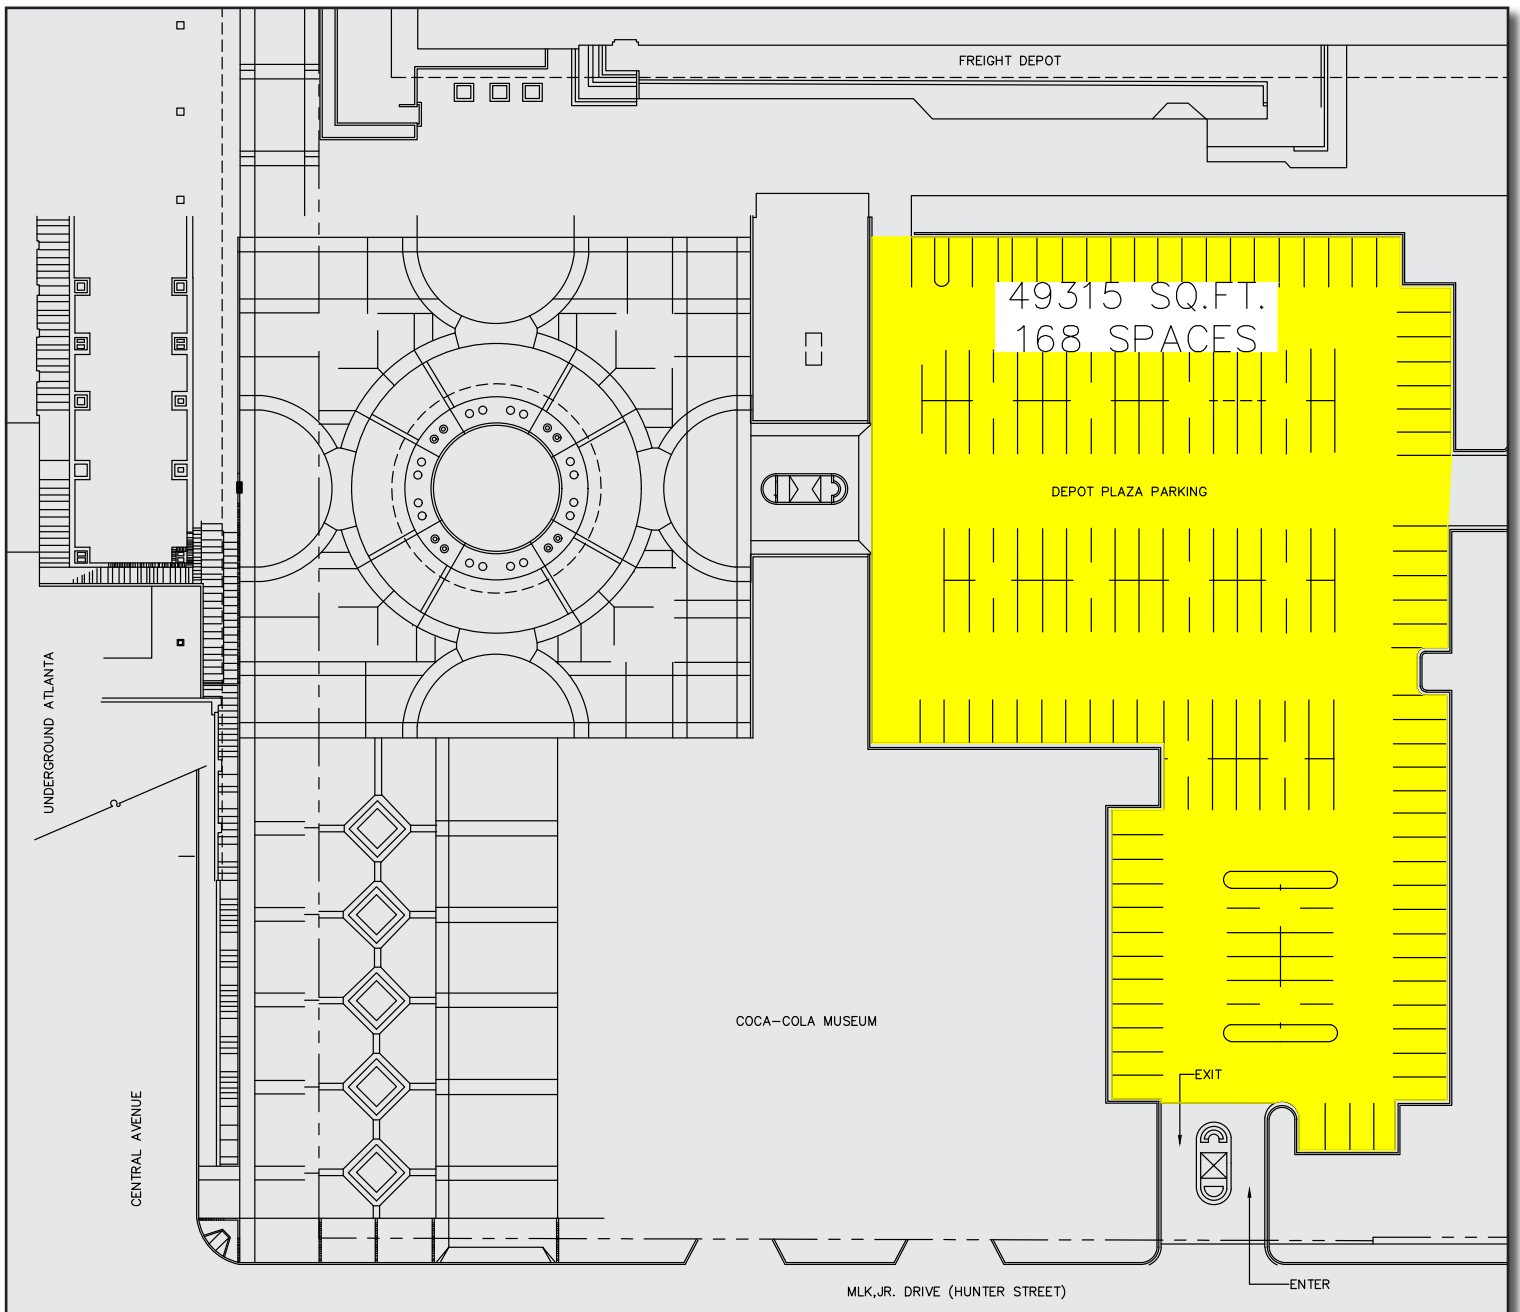 FREIGHT DEPOT
49315 SQ.FT.
168 SPACES
DEPOT PLAZA PARKING
UNDERGROUND ATLANTA
COCA-COLA MUSEUM
EXIT
CENTRAL AVENUE
ENTER
MLK,JR. DRIVE (HUNTER STREET)